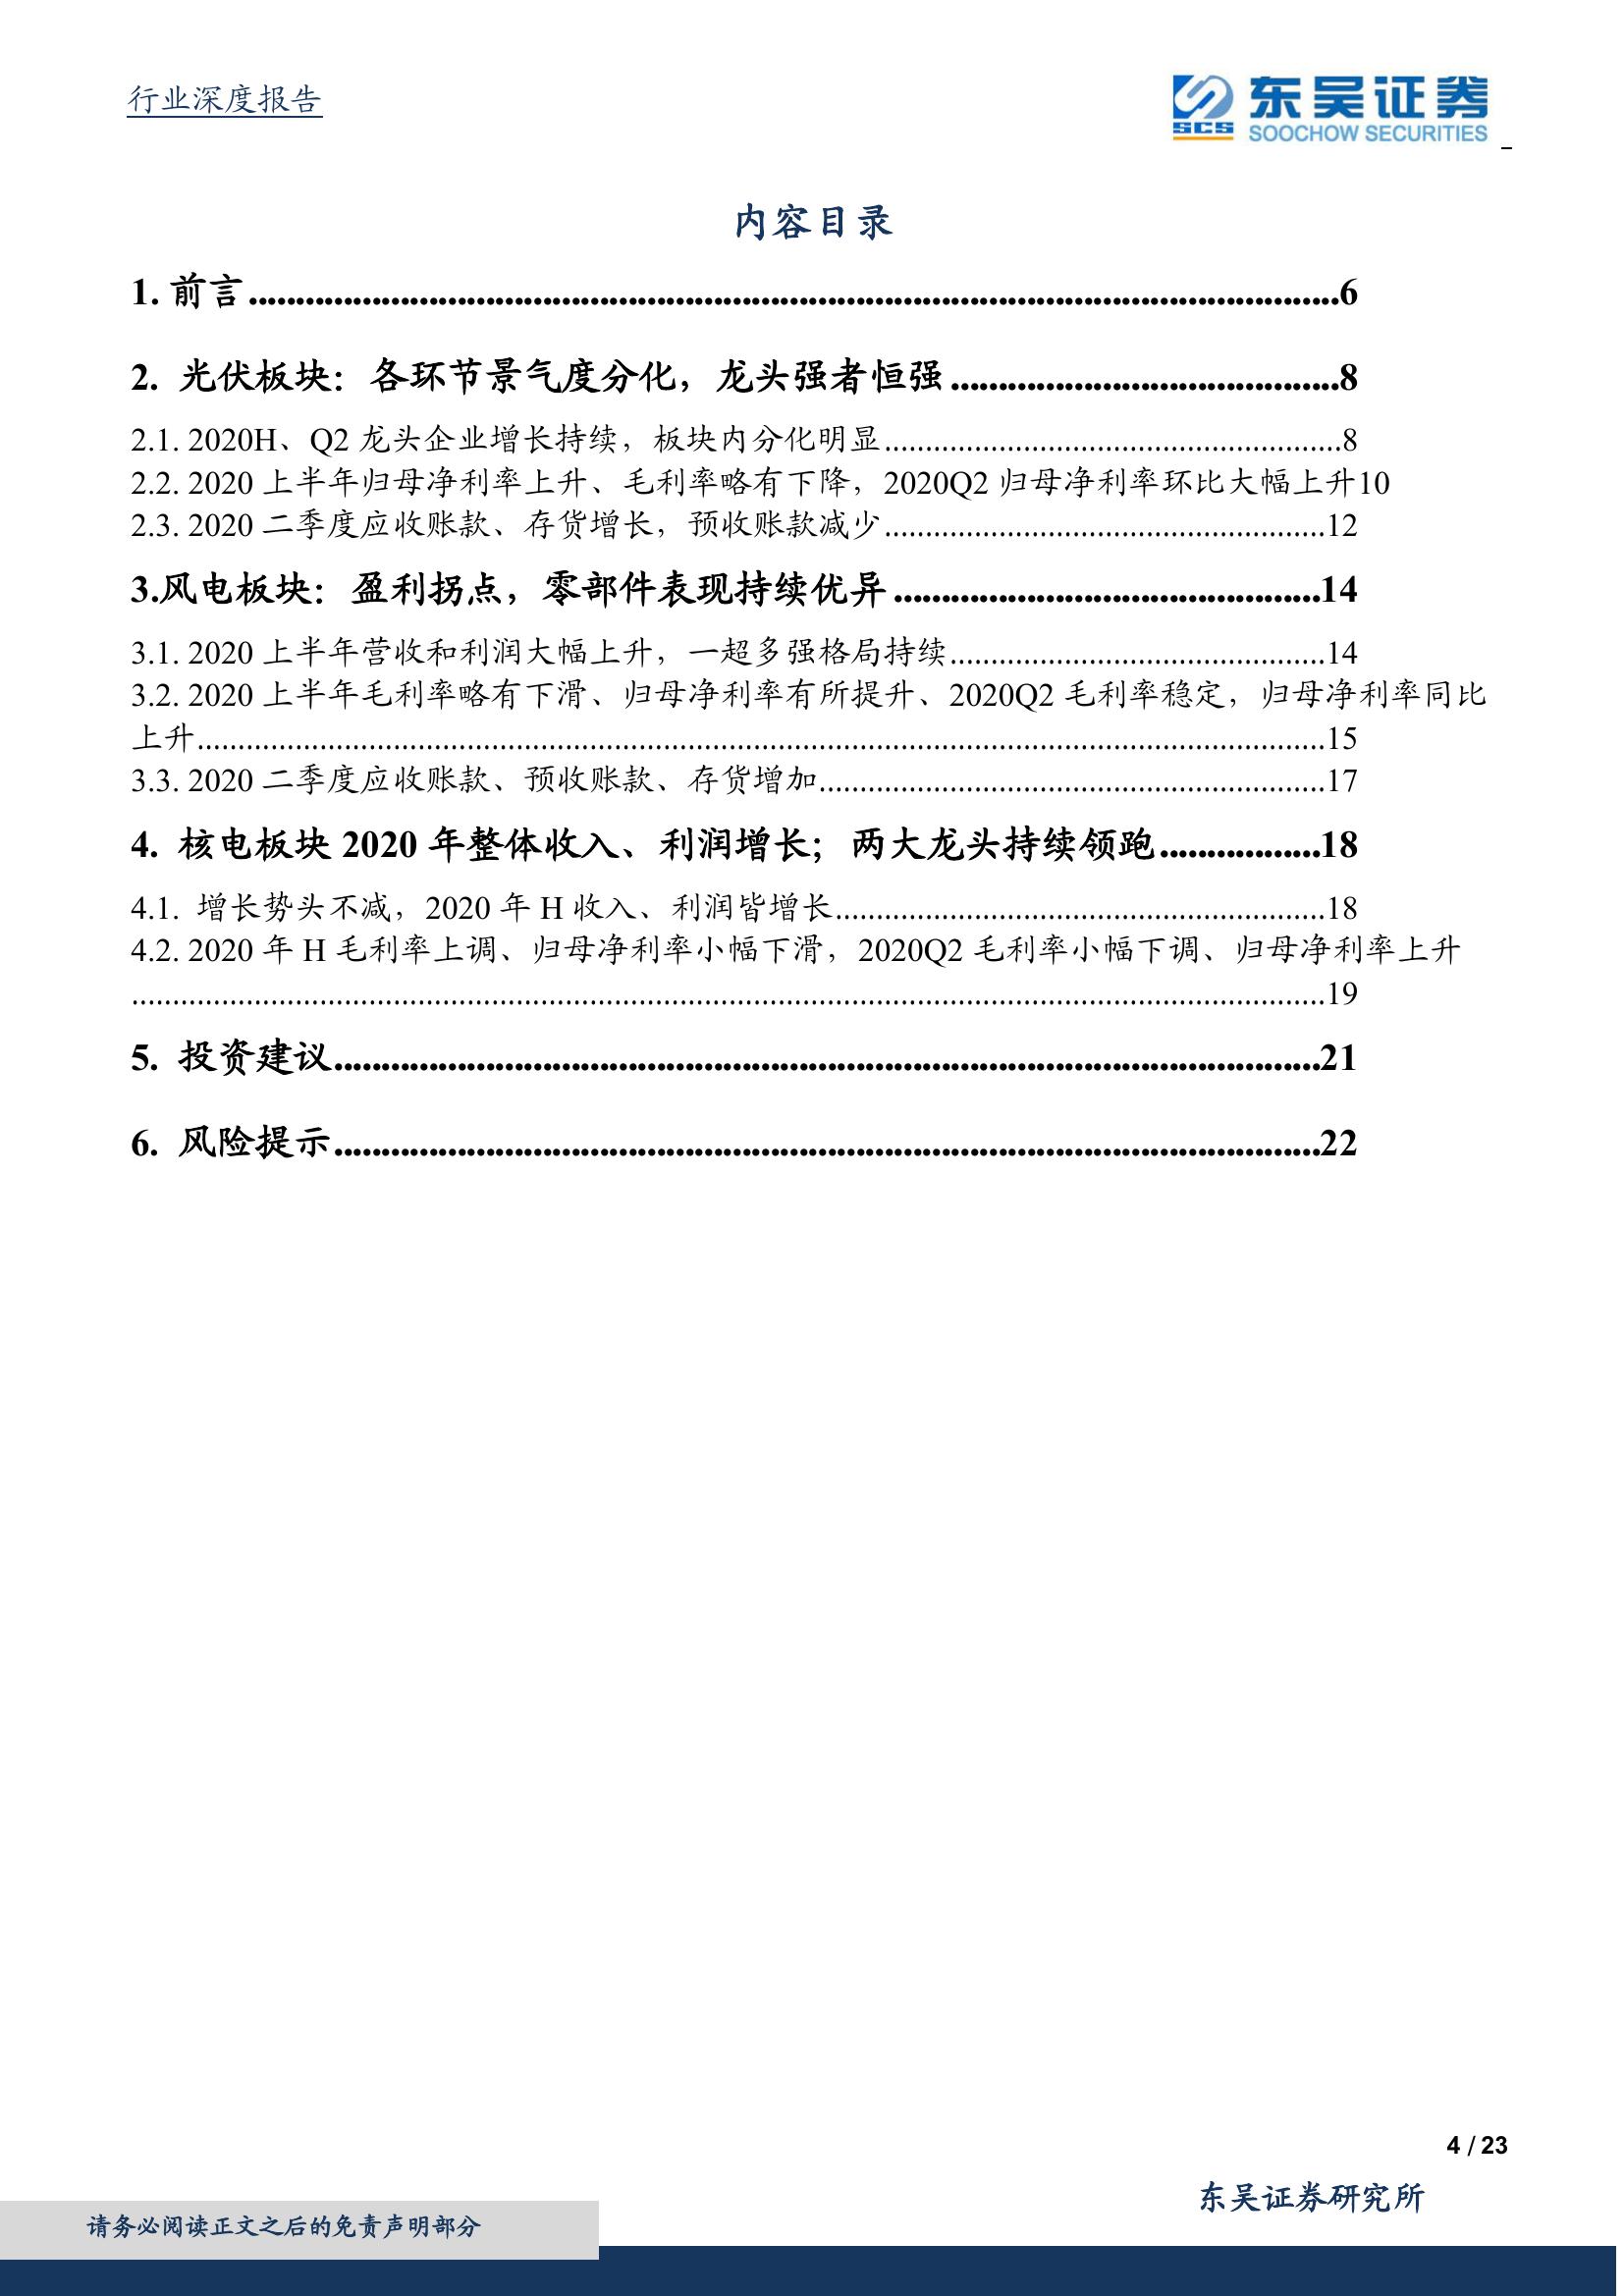 行业深度报告
SCS 东吴证券
SOOCHOW SECURITIES
内容目录
1. 前言........................................................................................................................6
2. 光伏板块：各环节景气度分化，龙头强者恒强.........................................8
2.1. 2020H、Q2 龙头企业增长持续，板块内分化明显........................................................8
2.2. 2020 上半年归母净利率上升、毛利率略有下降，2020Q2 归母净利率环比大幅上升10
2.3. 2020 二季度应收账款、存货增长，预收账款减少......................................................12
3.风电板块：盈利拐点，零部件表现持续优异.............................................14
3.1. 2020 上半年营收和利润大幅上升，一超多强格局持续..............................................14
3.2. 2020 上半年毛利率略有下滑、归母净利率有所提升、2020Q2 毛利率稳定，归母净利率同比
上升..........................................................................................................................................15
3.3. 2020 二季度应收账款、预收账款、存货增加..............................................................17
4. 核电板块 2020 年整体收入、利润增长；两大龙头持续领跑.................18
4.1. 增长势头不减，2020 年 H 收入、利润皆增长............................................................18
4.2. 2020 年 H 毛利率上调、归母净利率小幅下滑，2020Q2 毛利率小幅下调、归母净利率上升
..................................................................................................................................................19
5. 投资建议........................................................................................................21
6. 风险提示........................................................................................................22
4 / 23
东吴证券研究所
请务必阅读正文之后的免责声明部分